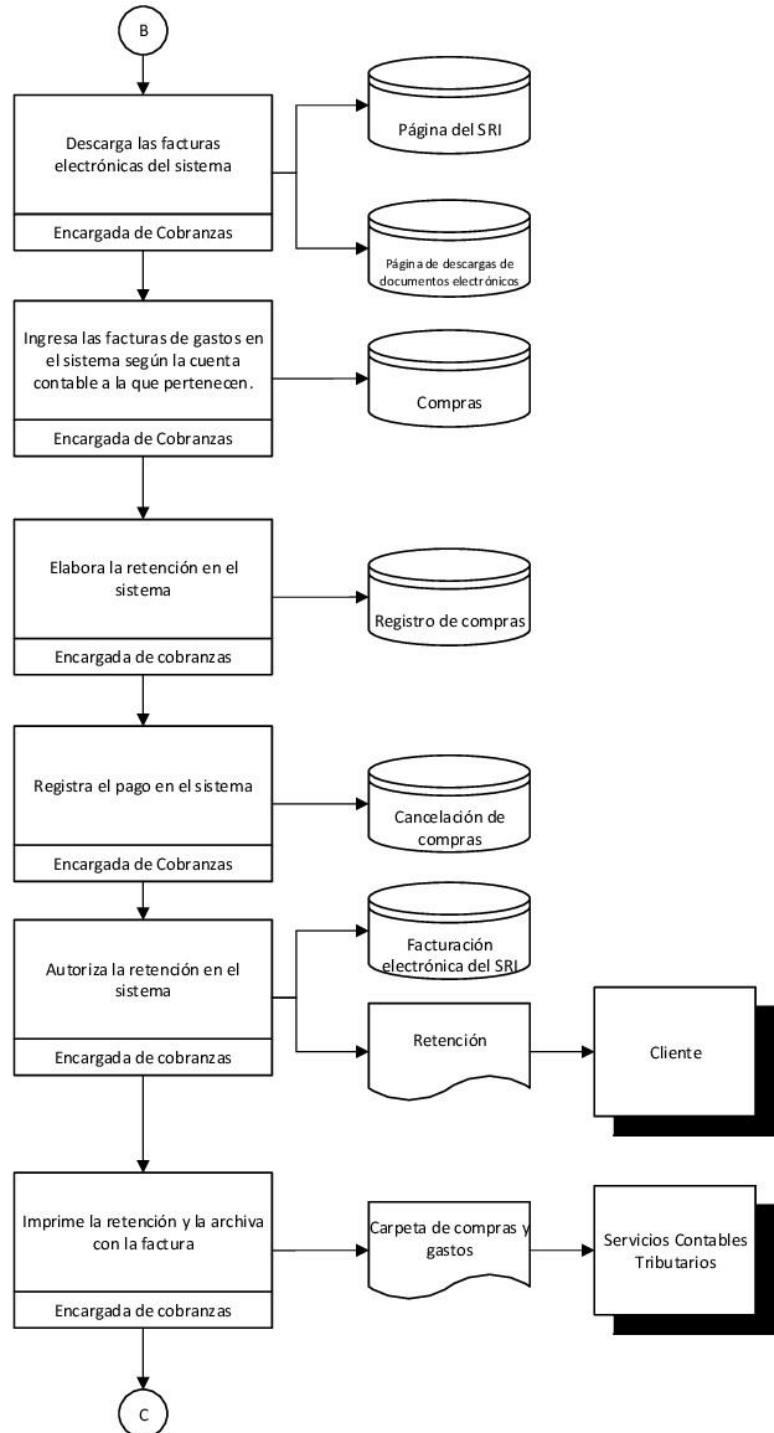 B
Descarga las facturas
electrónicas del sistema
Encargada de Cobranzas
Página del SRI
Página de descargas de
documentos electrónicos
Ingresa las facturas de gastos en
el sistema según la cuenta
contable a la que pertenecen.
Encargada de Cobranzas
Compras
Elabora la retención en el
sistema
Encargada de cobranzas
Registro de compras
Registra el pago en el sistema
Encargada de Cobranzas
Cancelación de
compras
Autoriza la retención en el
sistema
Encargada de cobranzas
Facturación
electrónica del SRI
Retención
Cliente
Imprime la retención y la archiva
con la factura
Encargada de cobranzas
Carpeta de compras y
gastos
Servicios Contables
Tributarios
C